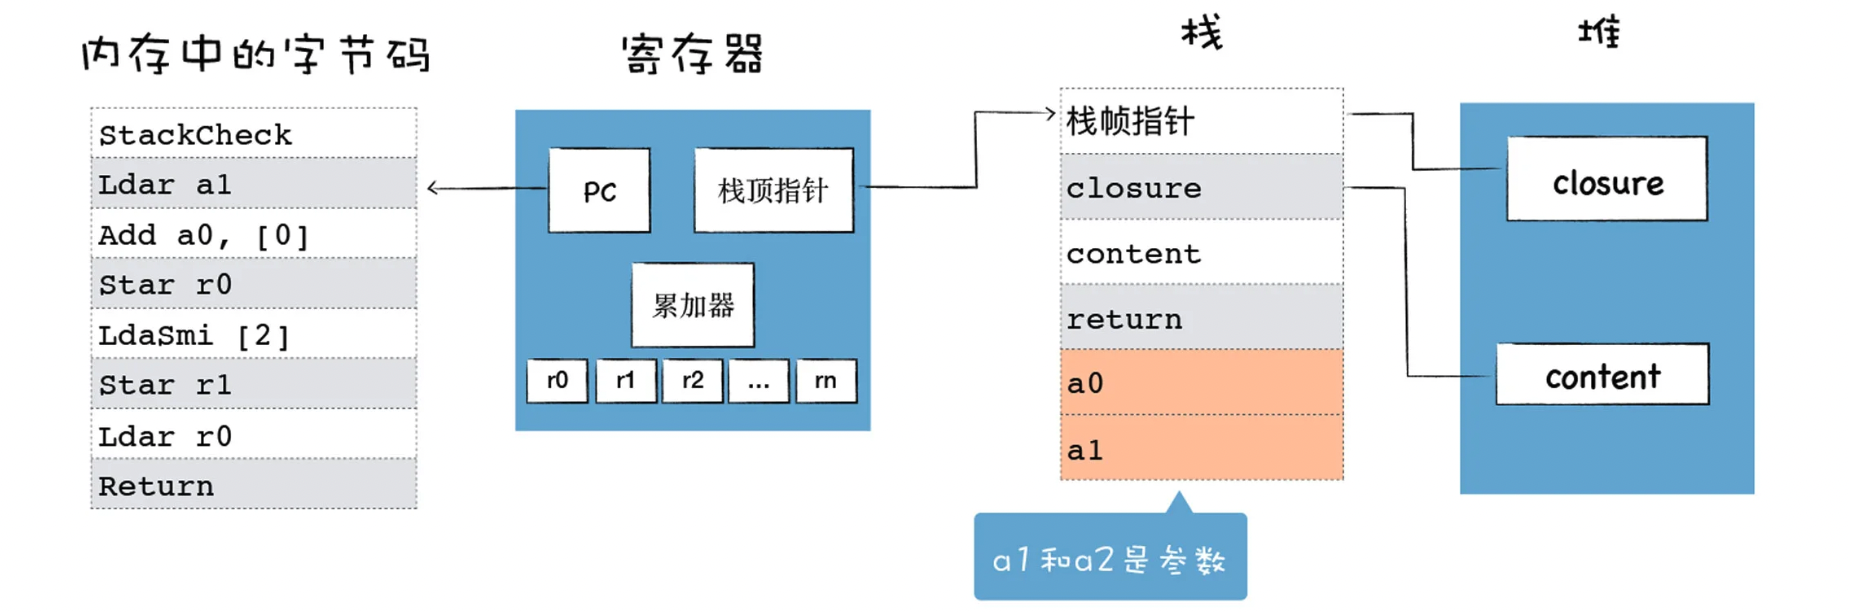 内存中的字节码
StackCheck
Ldar a1
Add a0, [0]
Star r0
LdaSmi [2]
Star r1
Ldar r0
Return
寄存器
PC
栈顶指针
累加器
r0
r1
r2
...
rn
栈
栈帧指针
closure
content
return
a0
a1
a1和a2是参数
堆
closure
content